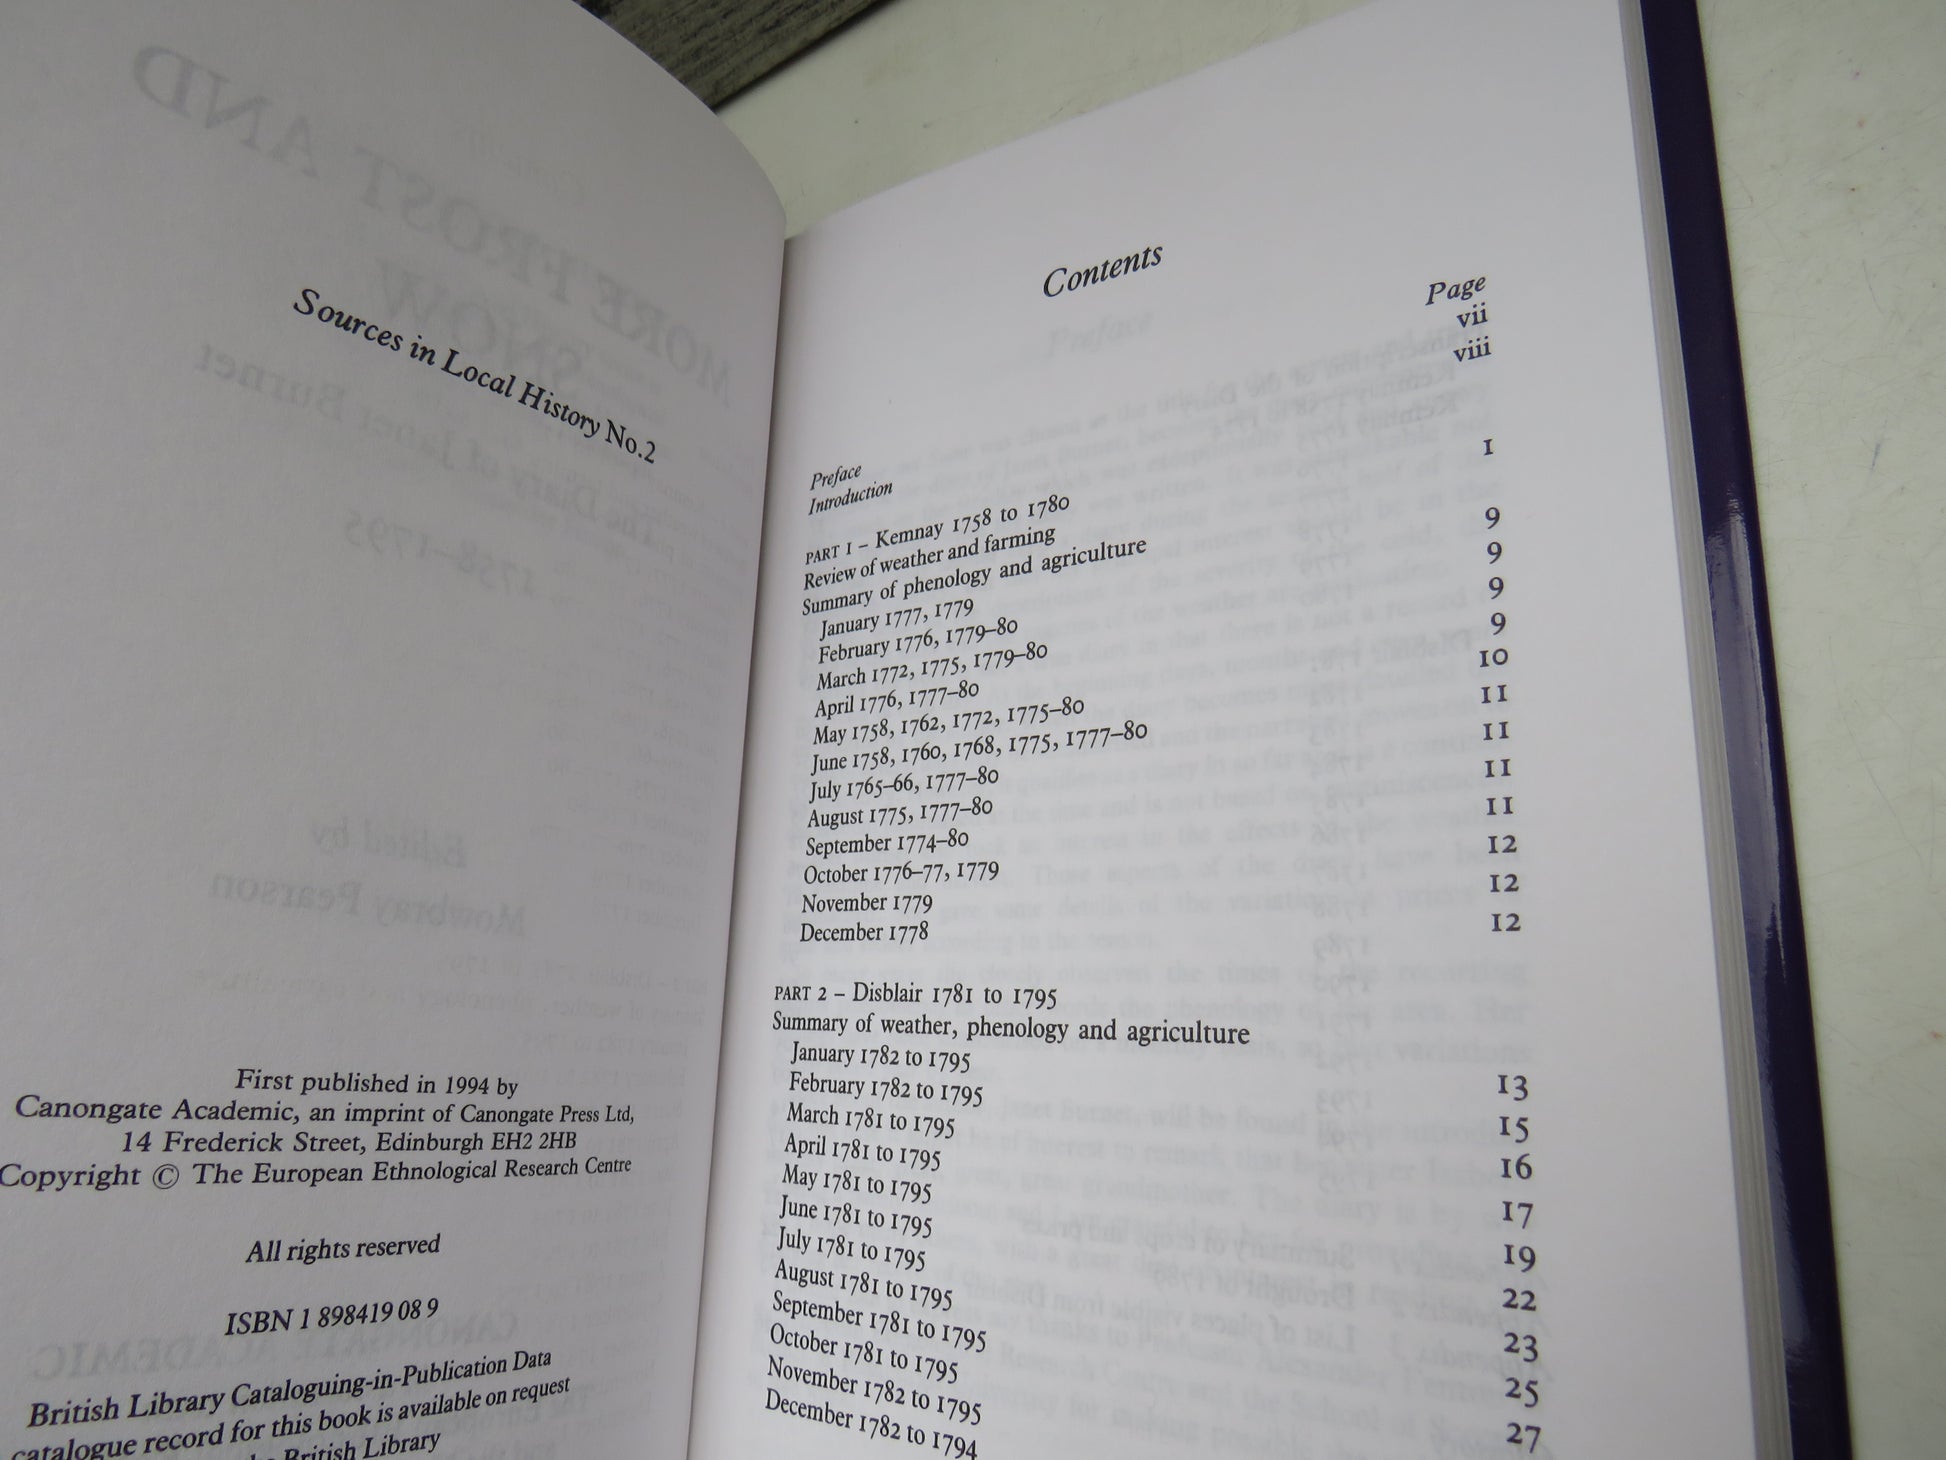 Sources in Local History No.2
First published in 1994 by
Canongate Academic, an imprint of Canongate Press Ltd,
14 Frederick Street, Edinburgh EH2 2HB
Copyright © The European Ethnological Research Centre
All rights reserved
ISBN 1 898419 08 9
British Library Cataloguing-in-Publication Data
catalogue record for this book is available on request
British Library
Contents
Page
Preface vii
Introduction viii
PART 1 – Kemnay 1758 to 1780
Review of weather and farming 1
Summary of phenology and agriculture
January 1777, 1779 9
February 1776, 1779–80 9
March 1772, 1775, 1779–80 9
April 1776, 1777–80 9
May 1758, 1762, 1772, 1775–80 10
June 1758, 1760, 1768, 1775, 1777–80 11
July 1765–66, 1777–80 11
August 1775, 1777–80 11
September 1774–80 11
October 1776–77, 1779 12
November 1779 12
December 1778 12
PART 2 – Disblair 1781 to 1795
Summary of weather, phenology and agriculture
January 1782 to 1795 13
February 1782 to 1795 15
March 1781 to 1795 16
April 1781 to 1795 17
May 1781 to 1795 19
June 1781 to 1795 22
July 1781 to 1795 23
August 1781 to 1795 25
September 1781 to 1795 27
October 1781 to 1795
November 1782 to 1795
December 1782 to 1794